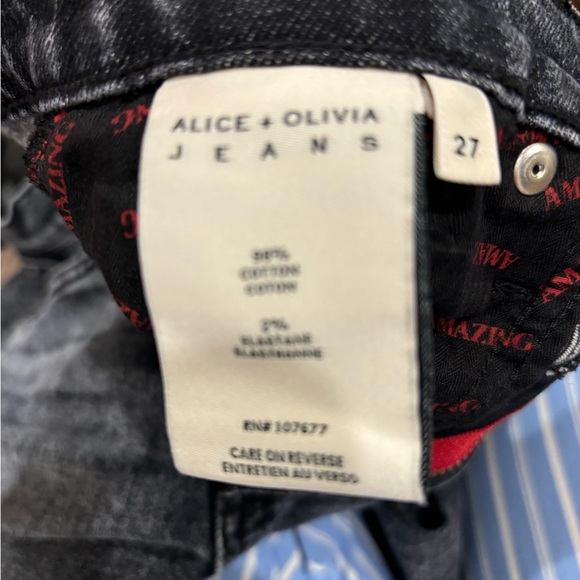 ALICE + OLIVIA
JEANS
27
98%
COTTON
COTON
2%
ELASTANE
ELASTHANNE
RN# 107677
CARE ON REVERSE
ENTRETIEN AU VERSO
AMAZING
AMAZING